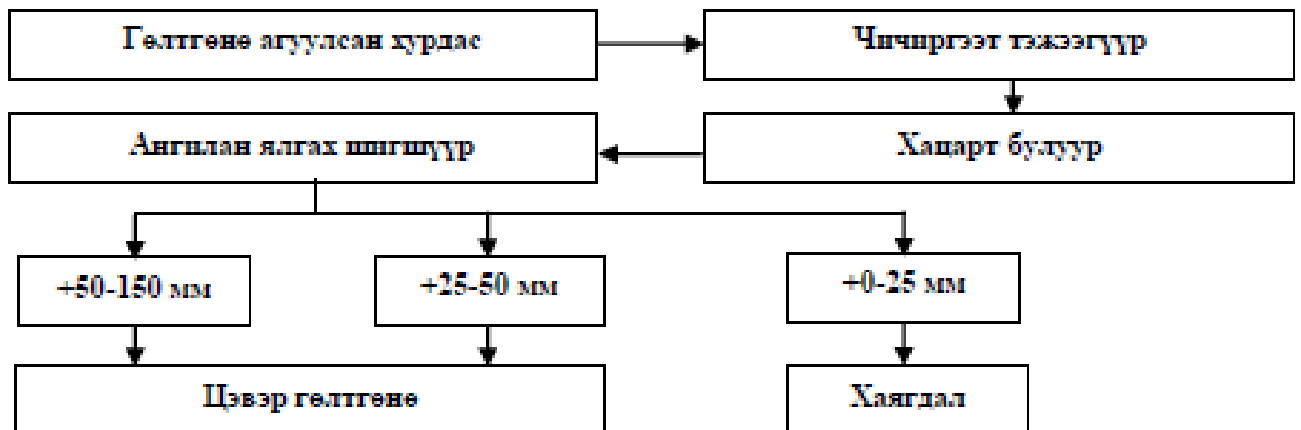 Гөлтгөнө агуулсан хурдас
Чичиргээт тэжээгүүр
Ангилан ялгах шигшүүр
Хацарт булуур
+50-150 мм
+25-50 мм
+0-25 мм
Цэвэр гөлтгөнө
Хаягдал